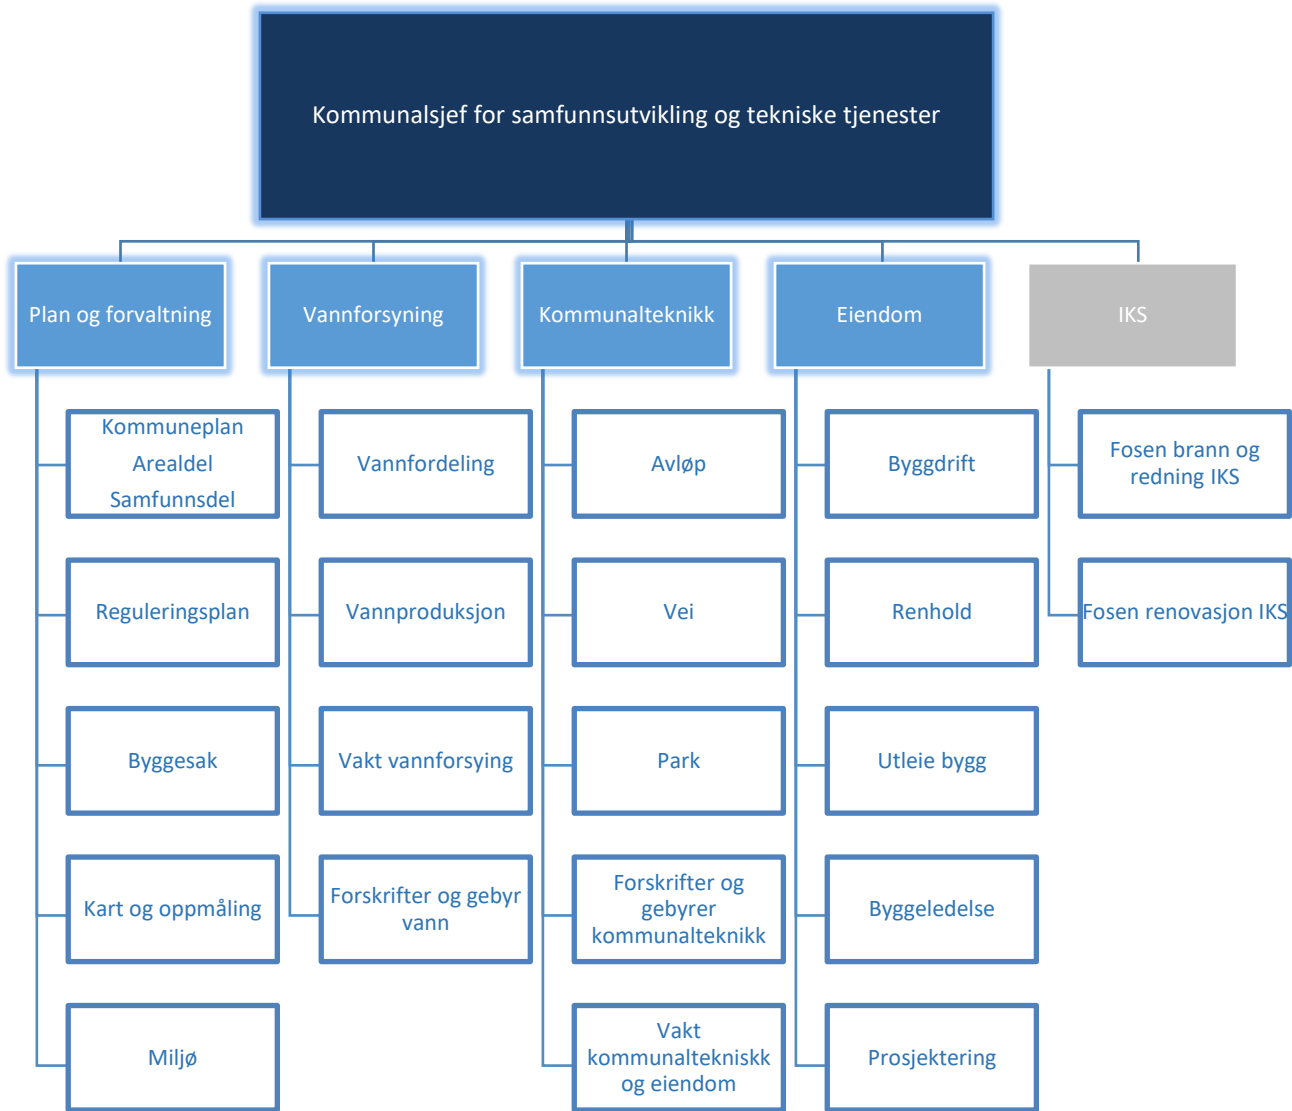 Kommunalsjef for samfunnsutvikling og tekniske tjenester
Plan og forvaltning
Vannforsyning
Kommunalteknikk
Eiendom
IKS
Kommuneplan
Arealdel
Samfunnsdel
Vannfordeling
Avløp
Byggdrift
Fosen brann og
redning IKS
Reguleringsplan
Vannproduksjon
Vei
Renhold
Fosen renovasjon IKS
Byggesak
Vakt vannforsying
Park
Utleie bygg
Kart og oppmåling
Forskrifter og gebyr
vann
Forskrifter og
gebyrer
kommunalteknikk
Byggeledelse
Miljø
Vakt
kommunaltekniskk
og eiendom
Prosjektering